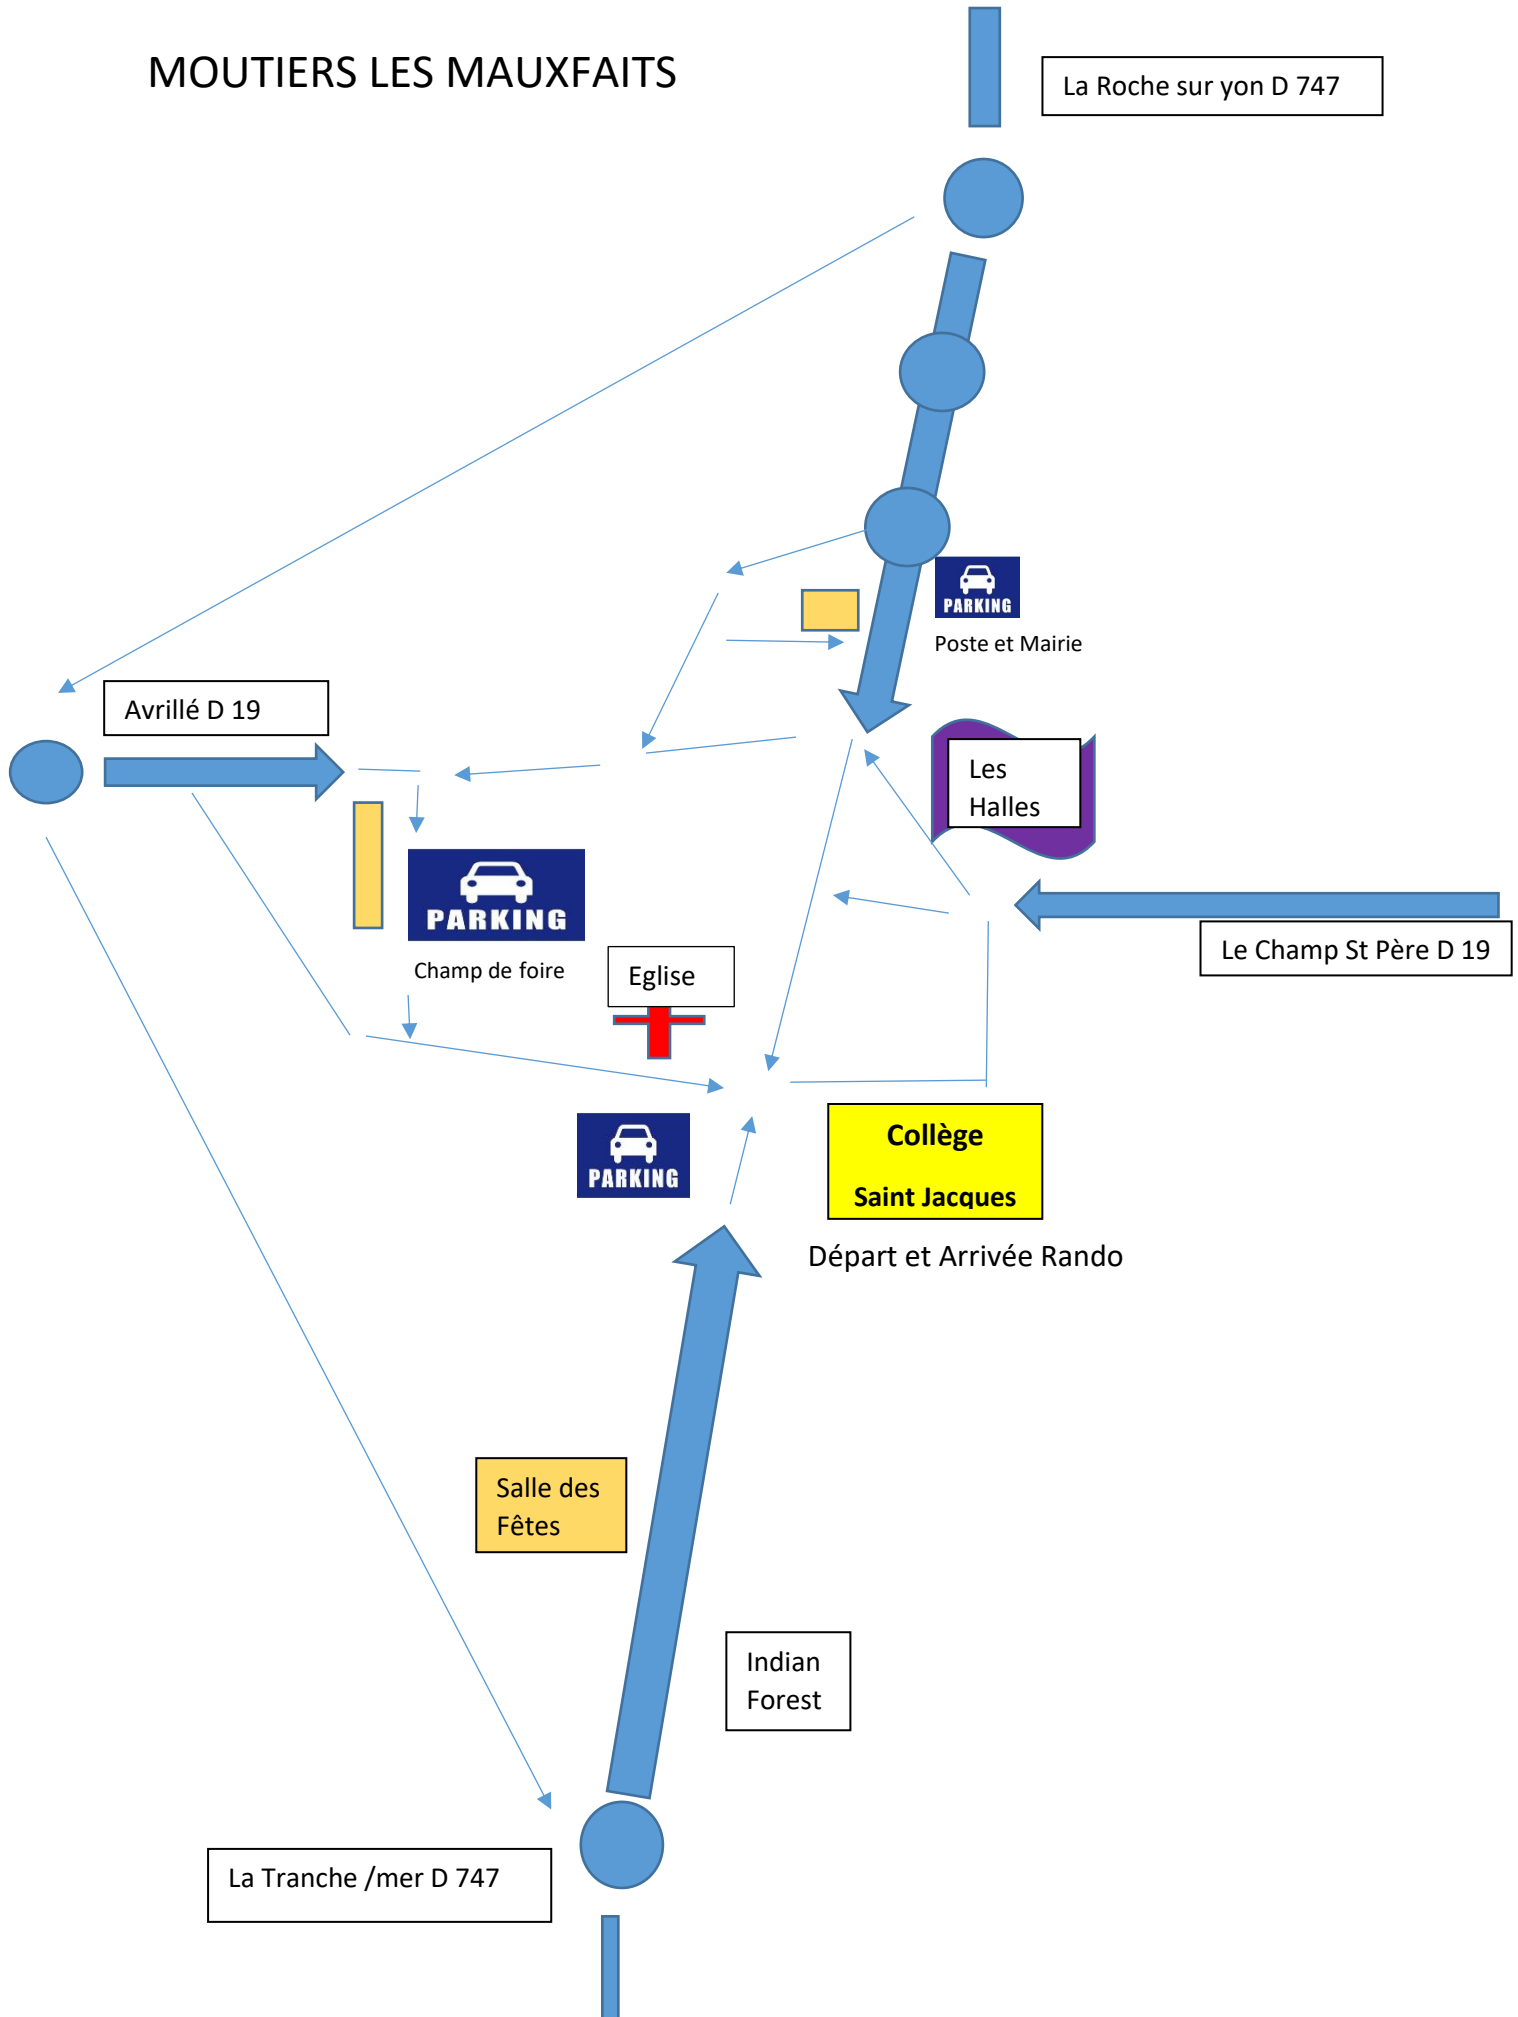 MOUTIERS LES MAUXFAITS
La Roche sur yon D 747
PARKING
Poste et Mairie
Avrillé D 19
Les
Halles
PARKING
Champ de foire
Eglise
Le Champ St Père D 19
PARKING
Collège
Saint Jacques
Départ et Arrivée Rando
Salle des
Fêtes
Indian
Forest
La Tranche /mer D 747